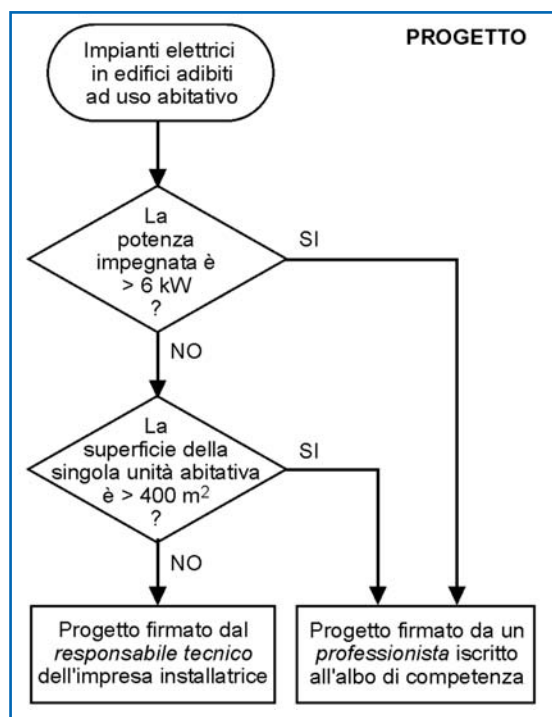 PROGETTO
Impianti elettrici
in edifici adibiti
ad uso abitativo
La
potenza
impegnata è
> 6 kW
?
SI
NO
La
superficie della
singola unità abitativa
è > 400 m²
?
SI
NO
Progetto firmato dal
responsabile tecnico
dell'impresa installatrice
Progetto firmato da un
professionista iscritto
all'albo di competenza